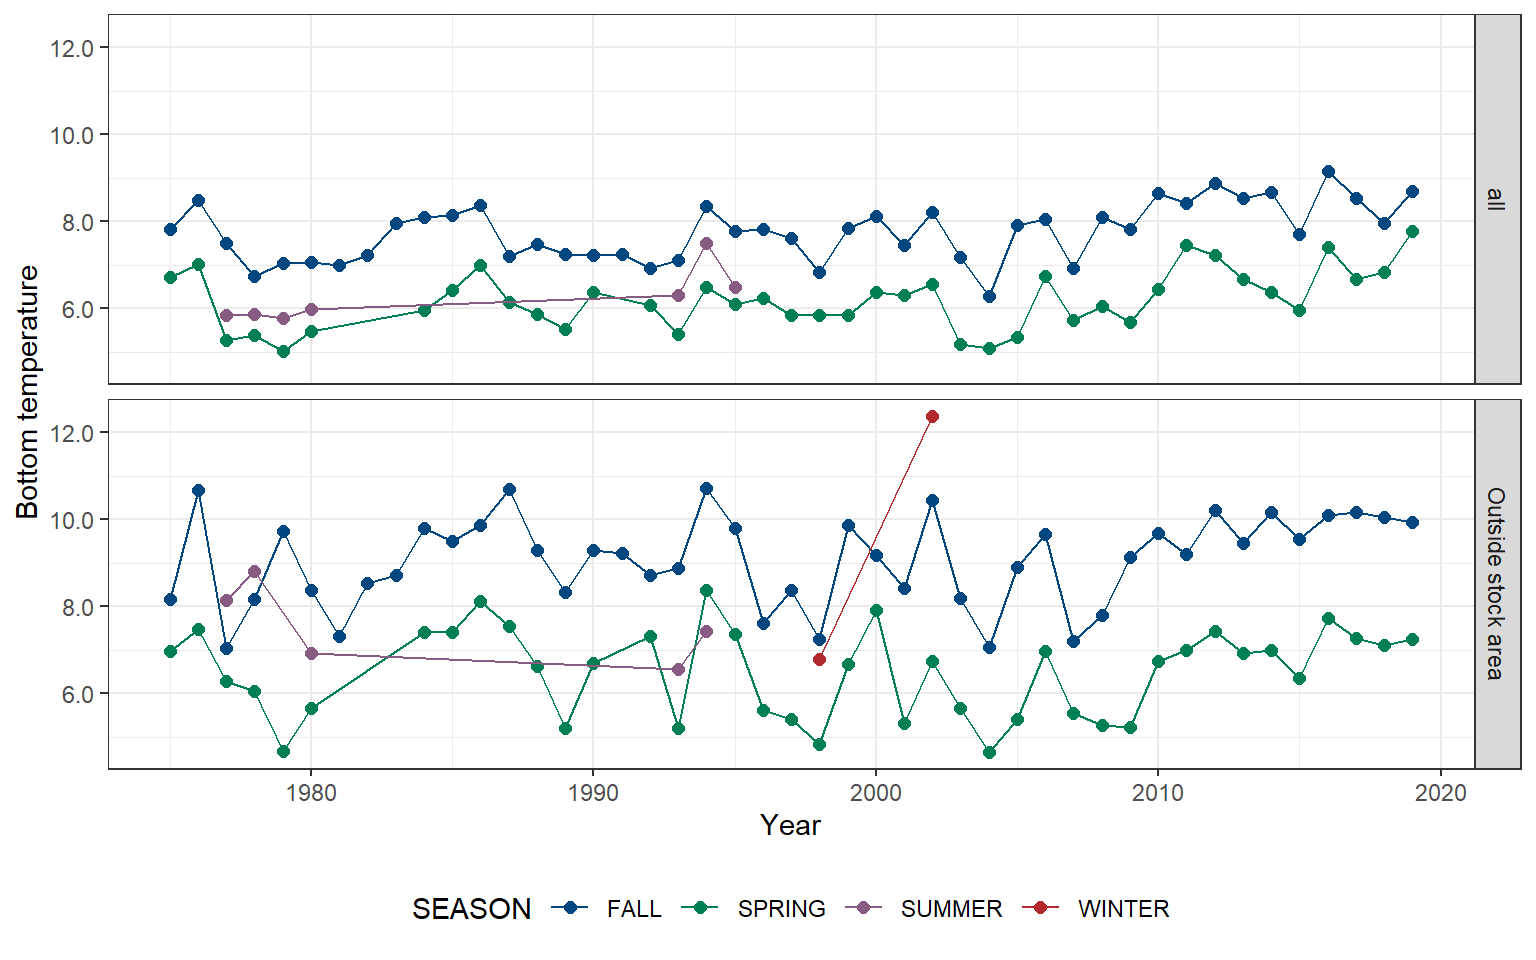 12.0
10.0
8.0
6.0
all
12.0
10.0
8.0
6.0
Outside stock area
Bottom temperature
1980 1990 2000 2010 2020
Year
SEASON FALL SPRING SUMMER WINTER